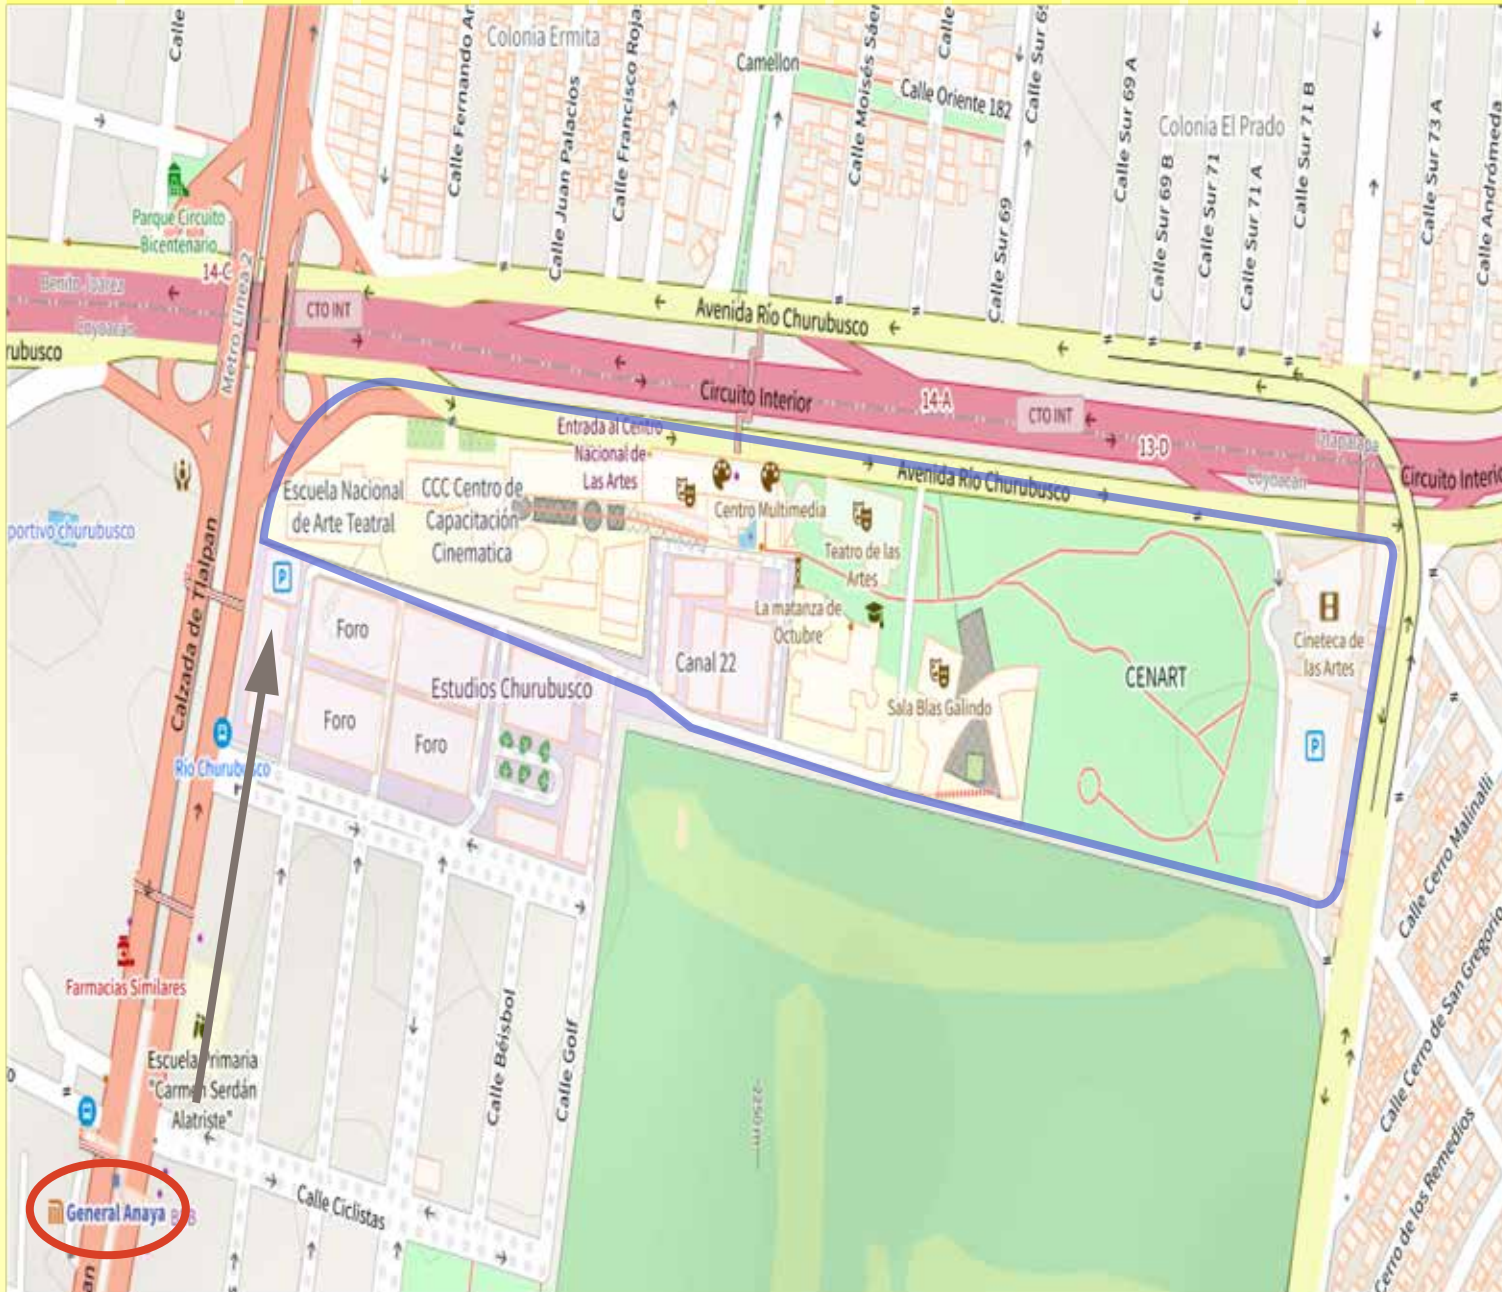 Calle
Calle Fernando
Colonia Ermita
Calle Juan Palacios
Calle Francisco
Camellon
Calle Moisés
Calle
Calle Oriente 182
Calle Sur
Calle Sur 69
Calle Sur 69 A
Colonia El Prado
Calle Sur 69 B
Calle Sur 71
Calle Sur 71 A
Calle Sur 71 B
Calle Sur 73 A
Calle Andrómeda
Parque Circuito
Bicentenario
14-C
Benito Juárez
Coyoacán
Metro Línea 2
CTO INT
Avenida Río Churubusco
Circuito Interior
14-A
CTO INT
13-D
Iztapalapa
Coyoacán
Circuito
rubusco
Entrada al Centro
Nacional de
Las Artes
Avenida Río Churubusco
Escuela Nacional
de Arte Teatral
CCC Centro de
Capacitación
Cinematica
Centro Multimedia
Teatro de las
Artes
La matanza de
Octubre
portivo churubusco
Calzada de Tlalpan
P
Foro
Foro
Foro
Estudios Churubusco
Canal 22
Sala Blas Galindo
CENART
Cineteca de
las Artes
P
Río Churubusco
Calle Cerro Malinalli
Calle Cerro de San Gregorio
Farmacias Similares
Escuela Primaria
"Carmen Serdán
Alatriste"
Calle Béisbol
Calle Golf
~2250m
Cerro de los Remedios
General Anaya
Calle Ciclistas
an